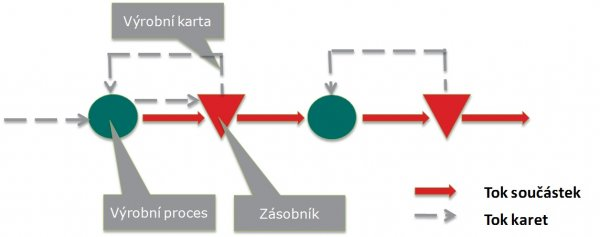 Výrobní karta
Výrobní proces
Zásobník
Tok součástek
Tok karet